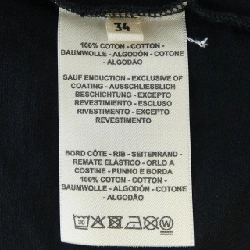 34
100% COTON - COTTON -
BAUMWOLLE - ALGODÓN - COTONE
- ALGODÃO
SAUF ENDUCTION - EXCLUSIVE OF
COATING - AUSSCHLIESSLICH
BESCHICHTUNG - EXCEPTO
REVESTIMIENTO - ESCLUSO
RIVESTIMENTO - EXCEPTO
REVESTIMENTO
BORD CÔTE - RIB - SEITENRAND -
REMATE ELASTICO - ORLO A
COSTINE - PUNHO E BORDA
100% COTON - COTTON -
BAUMWOLLE - ALGODÓN - COTONE
- ALGODÃO